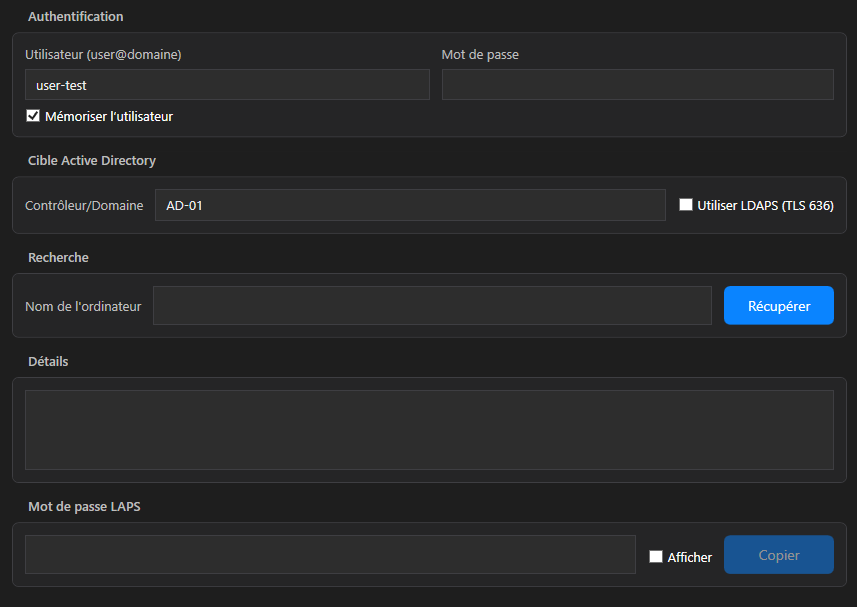 Authentification
Utilisateur (user@domaine)
Mot de passe
user-test
Mémoriser l'utilisateur
Cible Active Directory
Contrôleur/Domaine
AD-01
Utiliser LDAPS (TLS 636)
Recherche
Nom de l'ordinateur
Récupérer
Détails
Mot de passe LAPS
Afficher
Copier